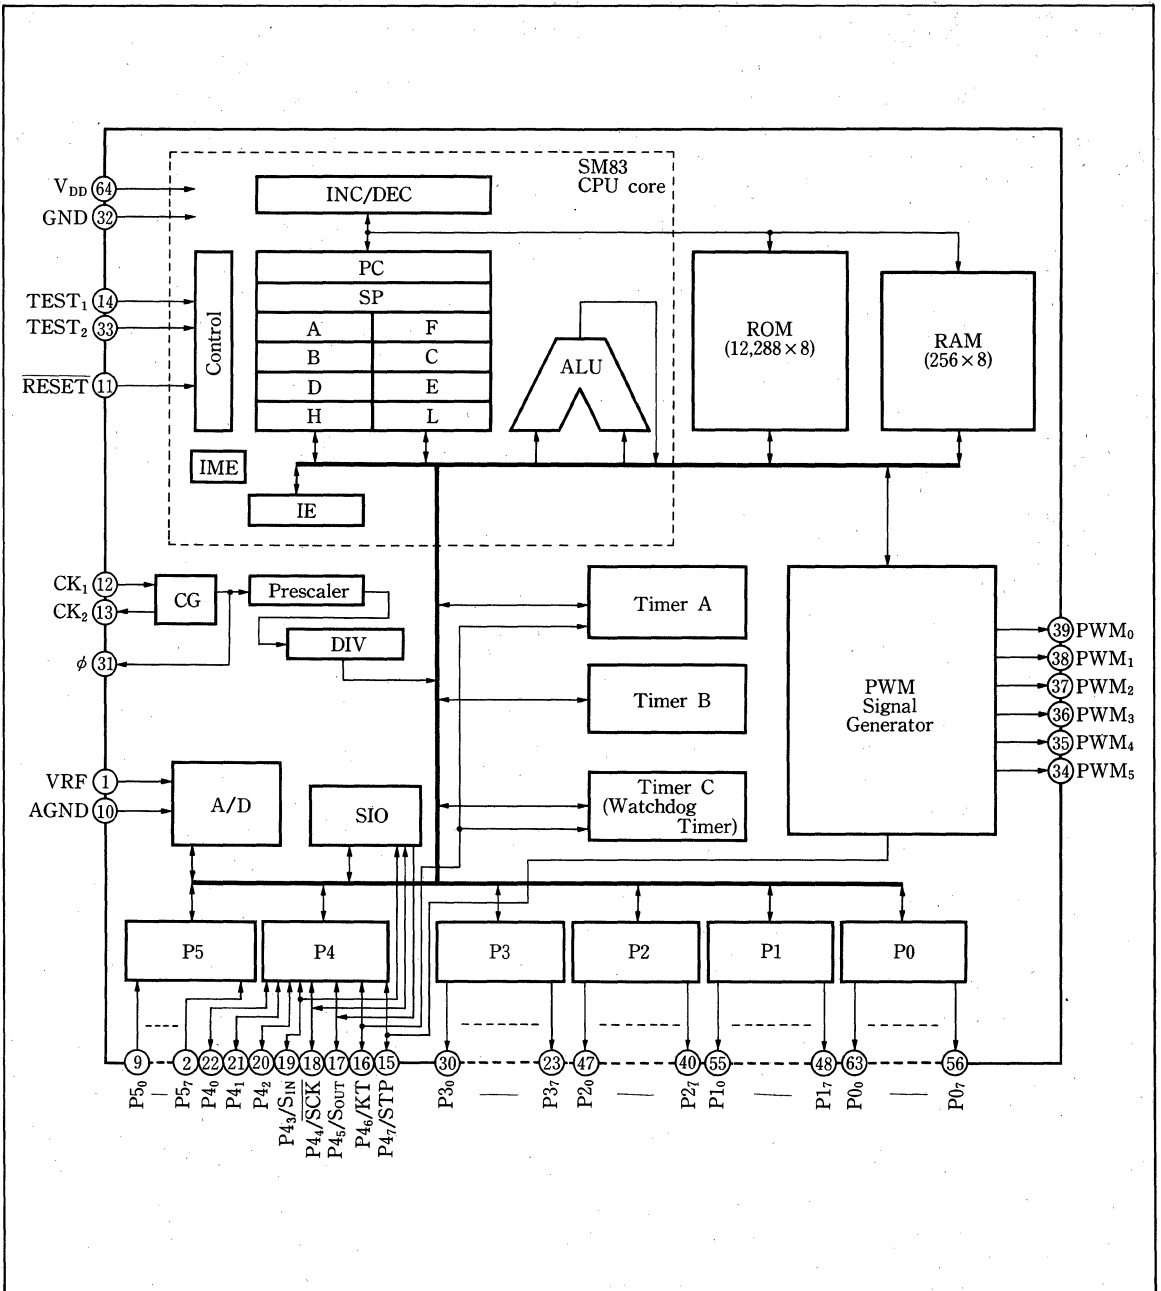 SM83
CPU core
V_DD 64
GND 32
INC/DEC
PC
SP
A F
B C
D E
H L
Control
TEST₁ 14
TEST₂ 33
RESET 11
ALU
ROM
(12,288×8)
RAM
(256×8)
IME
IE
CK₁ 12
CK₂ 13
φ 31
CG
Prescaler
DIV
Timer A
Timer B
Timer C
(Watchdog
Timer)
PWM
Signal
Generator
39 PWM₀
38 PWM₁
37 PWM₂
36 PWM₃
35 PWM₄
34 PWM₅
VRF 1
AGND 10
A/D
SIO
P5
P4
P3
P2
P1
P0
9 2 22 21 20 19 18 17 16 15 30 23 47 40 55 48 63 56
P5₀
P5₇
P4₀
P4₁
P4₂
P4₃/S_IN
P4₄/SCK
P4₅/S_OUT
P4₆/KT
P4₇/STP
P3₀
P3₇
P2₀
P2₇
P1₀
P1₇
P0₀
P0₇